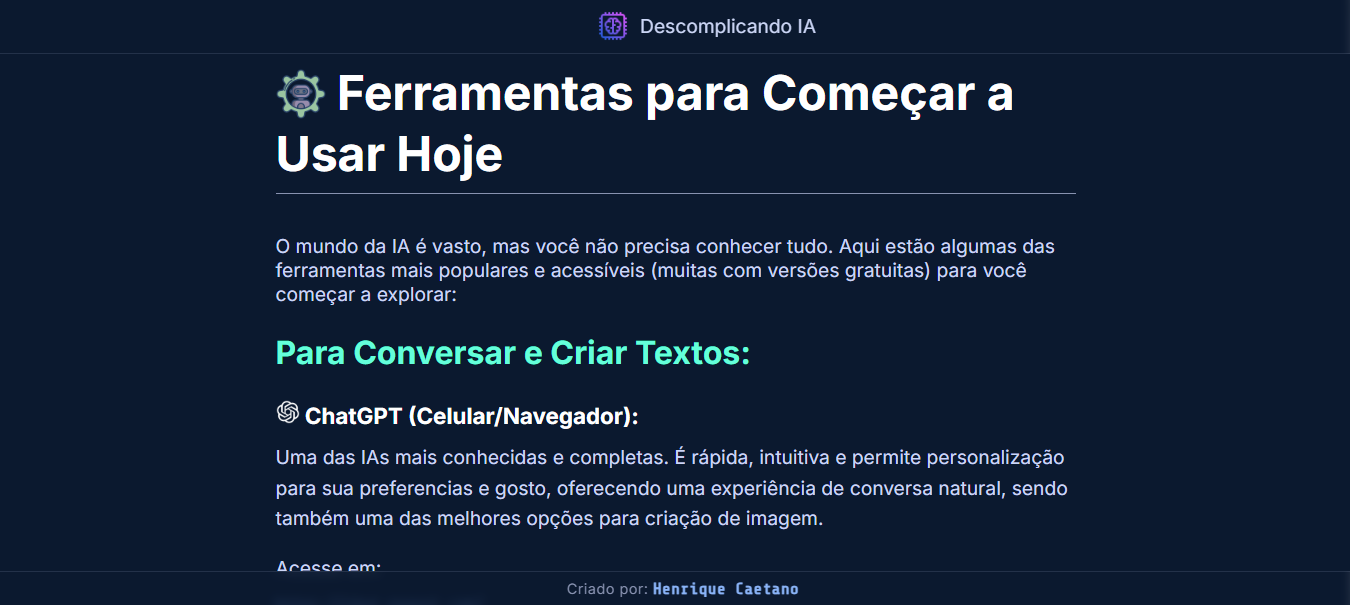 Descomplicando IA
Ferramentas para Começar a
Usar Hoje
O mundo da IA é vasto, mas você não precisa conhecer tudo. Aqui estão algumas das
ferramentas mais populares e acessíveis (muitas com versões gratuitas) para você
começar a explorar:
Para Conversar e Criar Textos:
ChatGPT (Celular/Navegador):
Uma das IAs mais conhecidas e completas. É rápida, intuitiva e permite personalização
para sua preferencias e gosto, oferecendo uma experiência de conversa natural, sendo
também uma das melhores opções para criação de imagem.
Acesse em:
Criado por: Henrique Caetano